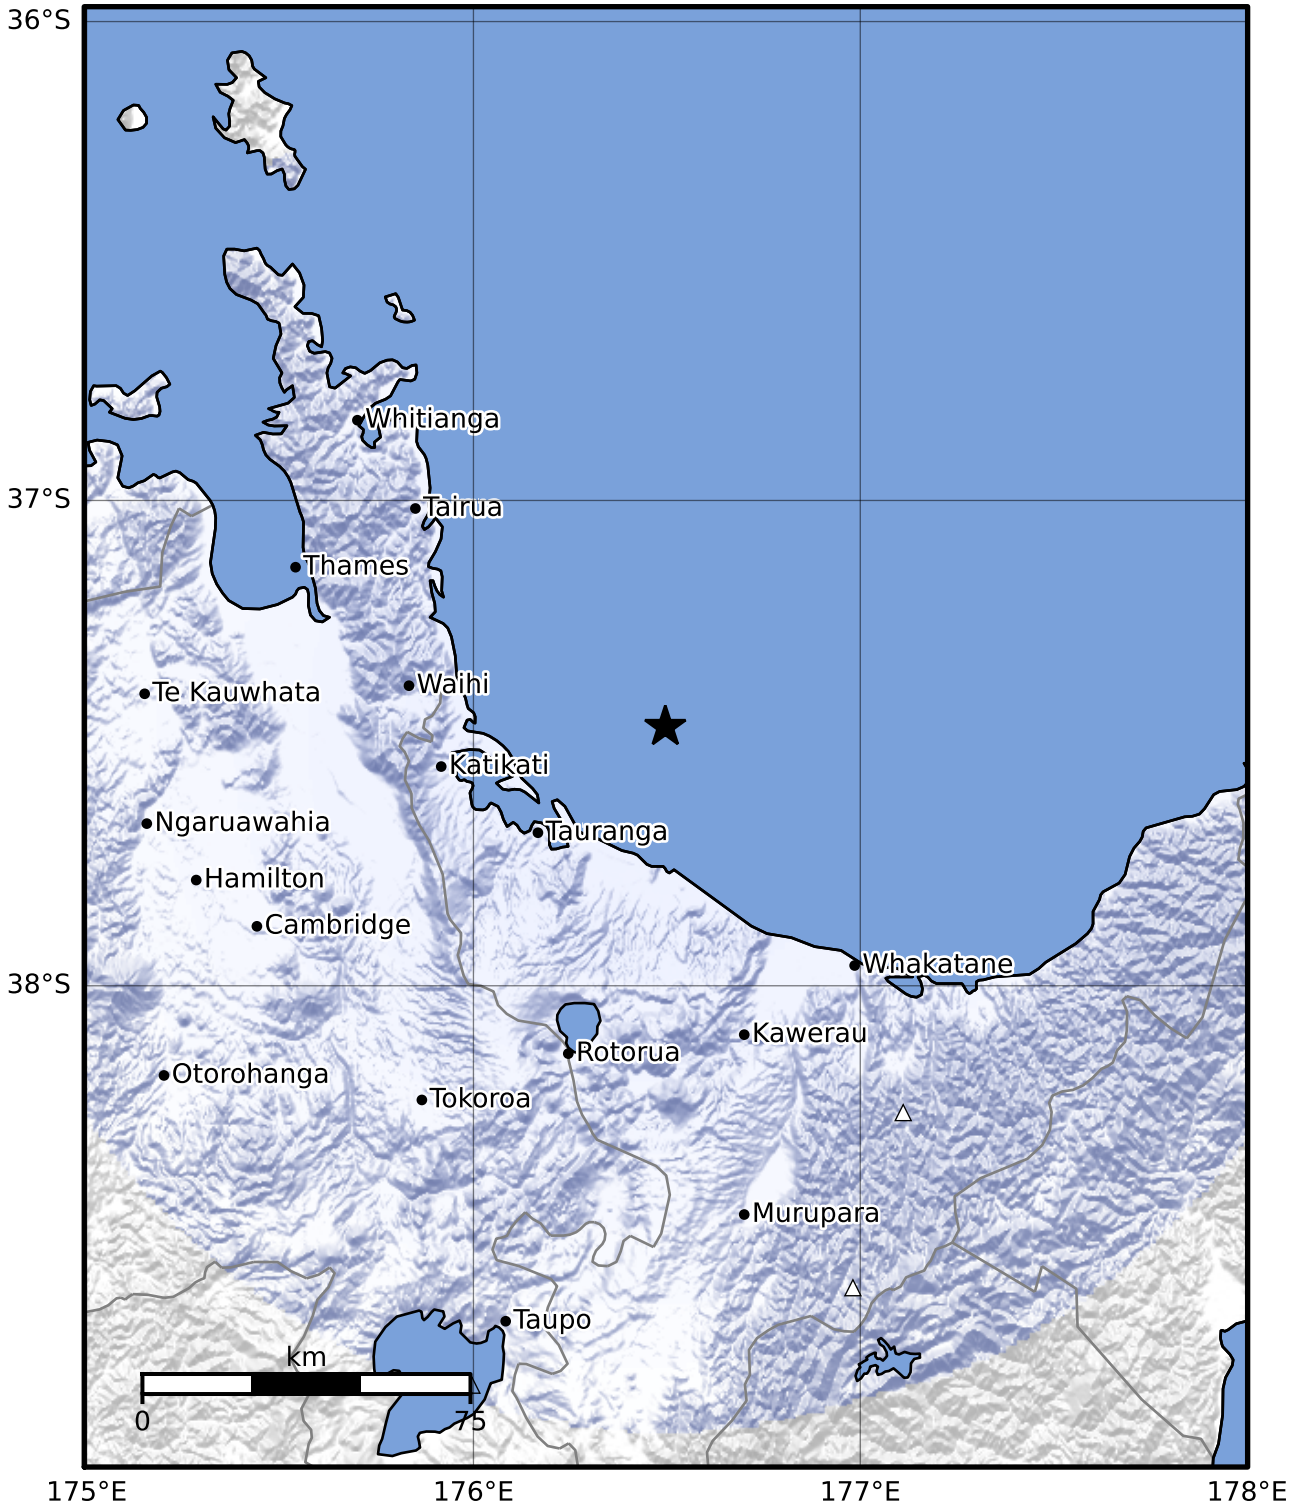 36°S
Whitianga
37°S
Tairua
Thames
Waihi
Te Kauwhata
Katikati
Ngaruawahia
Tauranga
Hamilton
Cambridge
Whakatane
38°S
Kawerau
Rotorua
Otorohanga
Tokoroa
Murupara
Taupo
km
0 75
175°E 176°E 177°E 178°E